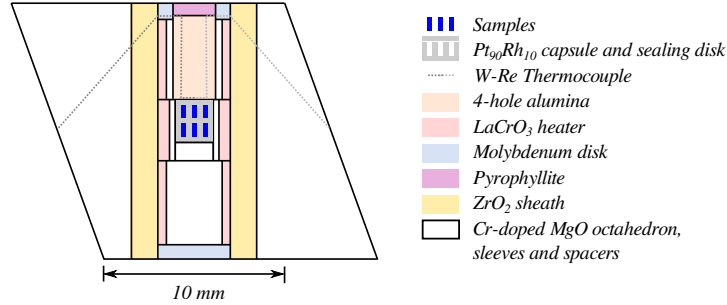 Samples
Pt90Rh10 capsule and sealing disk
W-Re Thermocouple
4-hole alumina
LaCrO3 heater
Molybdenum disk
Pyrophyllite
ZrO2 sheath
Cr-doped MgO octahedron,
sleeves and spacers
10 mm